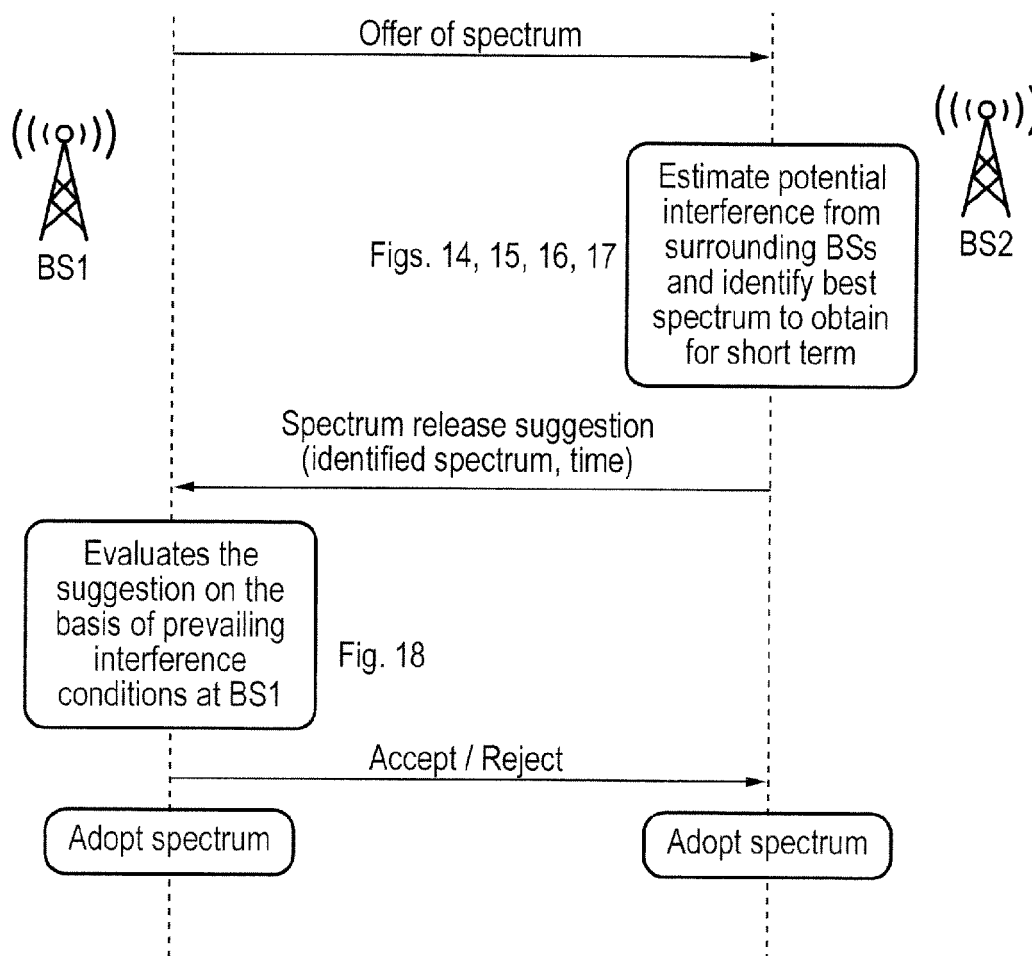 Offer of spectrum
BS1
BS2
Estimate potential
interference from
surrounding BSs
and identify best
spectrum to obtain
for short term
Figs. 14, 15, 16, 17
Spectrum release suggestion
(identified spectrum, time)
Evaluates the
suggestion on the
basis of prevailing
interference
conditions at BS1
Fig. 18
Accept / Reject
Adopt spectrum
Adopt spectrum